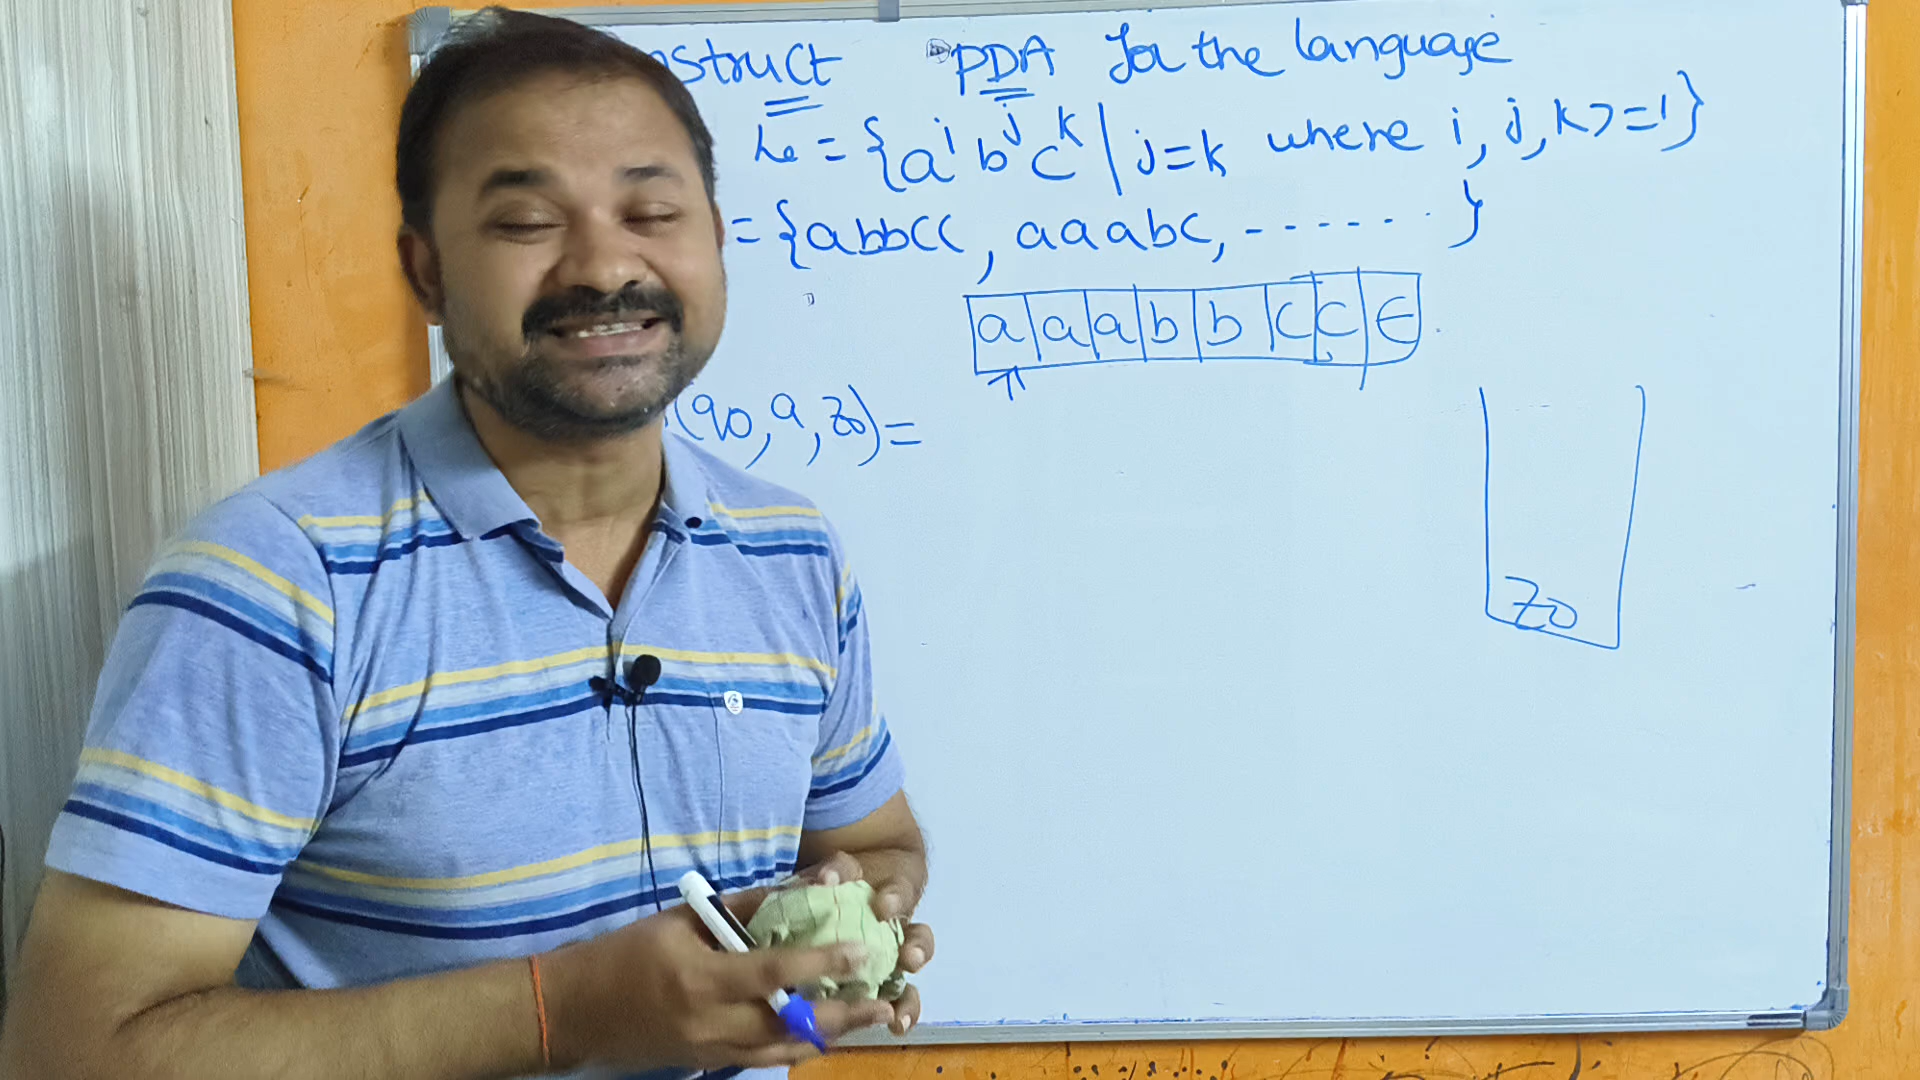 nstruct PDA for the language
L = {a^i b^j c^k | j=k where i, j, k >= 1}
= {abbcc, aaabc, ------ }
a a a b b c c ε
(q0, a, z0) =
z0